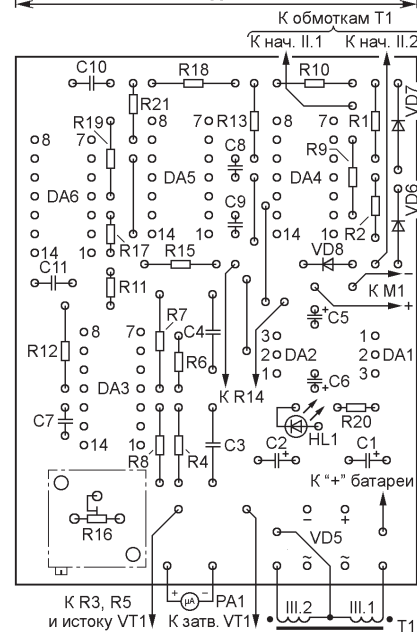 К обмоткам Т1
К нач. II.1 К нач. II.2
C10
R18
R10
R21
R19
8 7
DA6
14 1
8 7
DA5
14 1
R13
C8
C9
8 7
DA4
14 1
R9
R1
R2
VD7
VD6
R17
R15
VD8
C11
R11
−
К М1
+
R12
8 7
DA3
14 1
R7
C4
R6
+
C5
3
2 DA2
1
1
2 DA1
3
+
C6
К R14
C7
R8
R4
C3
HL1
R20
C2 +
C1 +
К “+” батареи
R16
− +
VD5
~ ~
К R3, R5
и истоку VT1
+ −
μA
PA1
К затв. VT1
III.2 III.1
T1